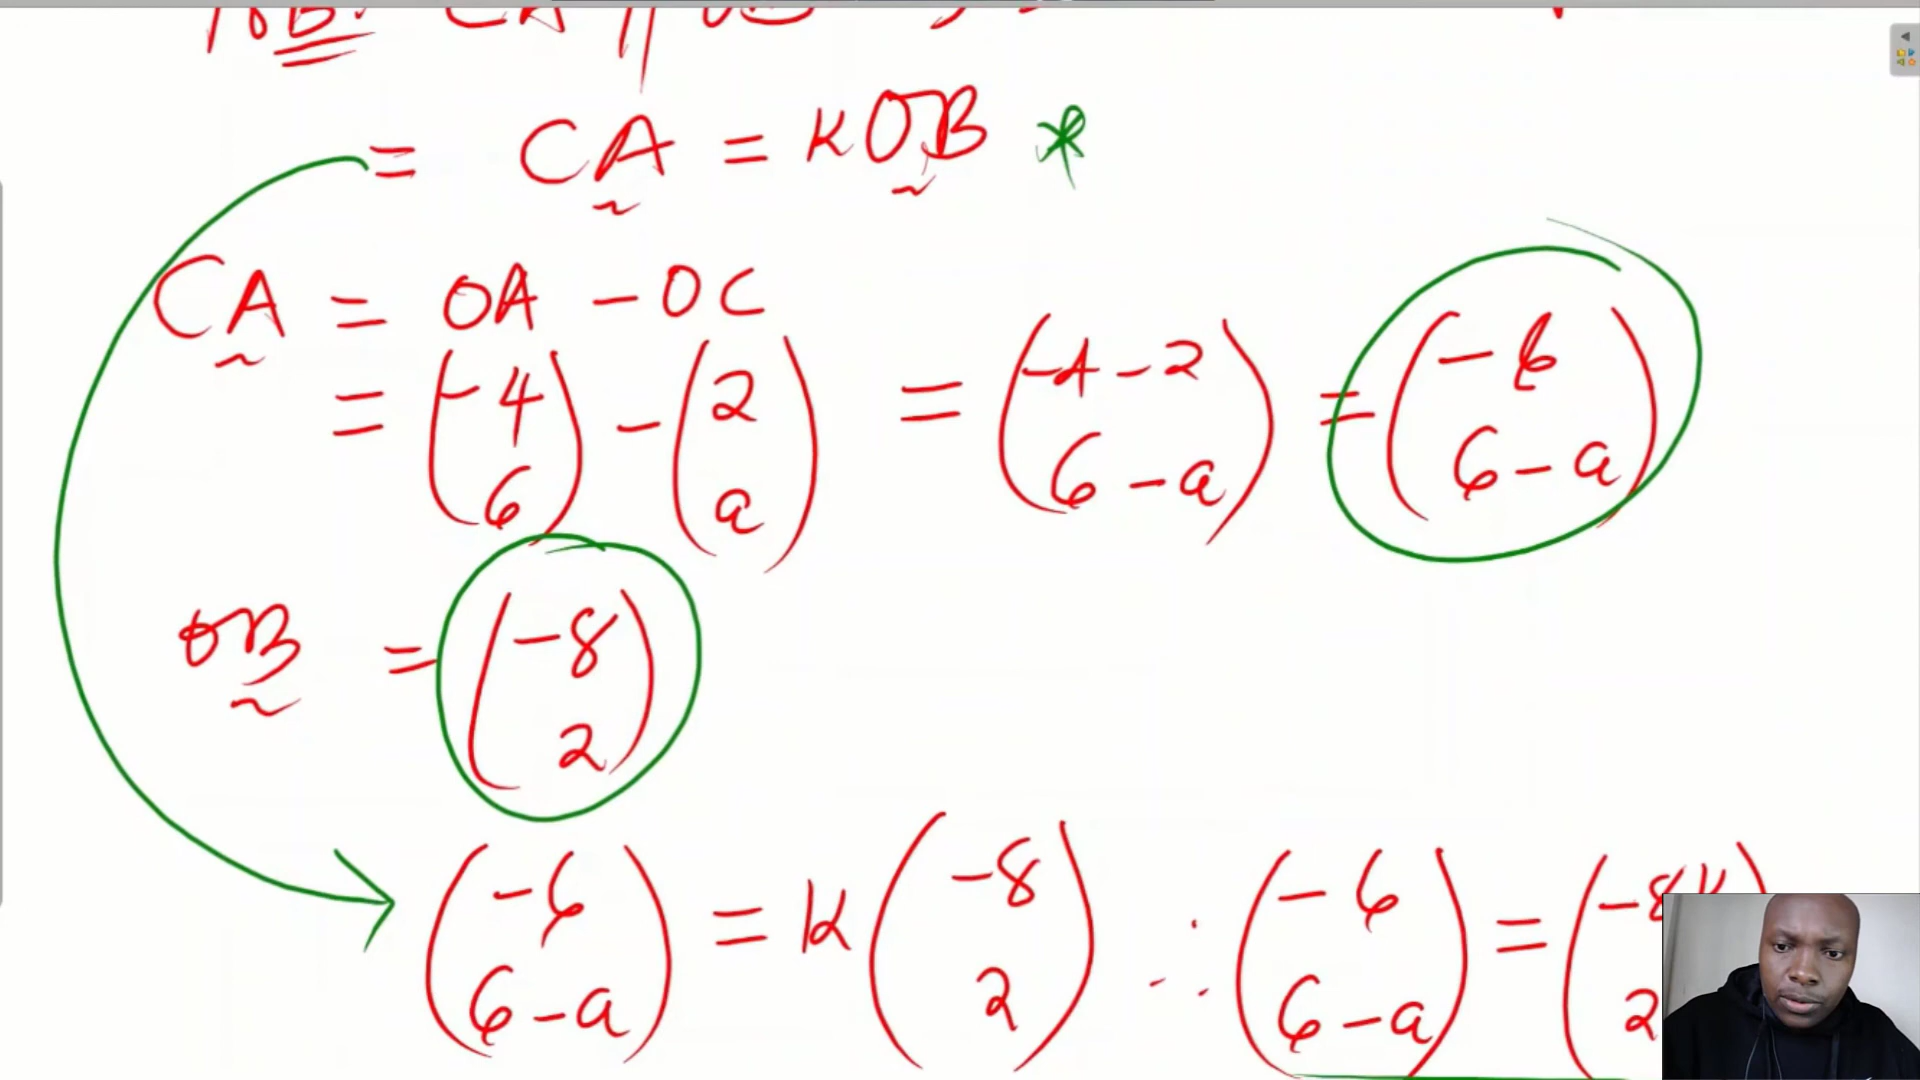 = CA = KOB *
CA = OA - OC
= (-4 6) - (2 a) = (-4-2 6-a) = (-6 6-a)
OB = (-8 2)
(-6 6-a) = K (-8 2) ∴ (-6 6-a) = (-8K 2